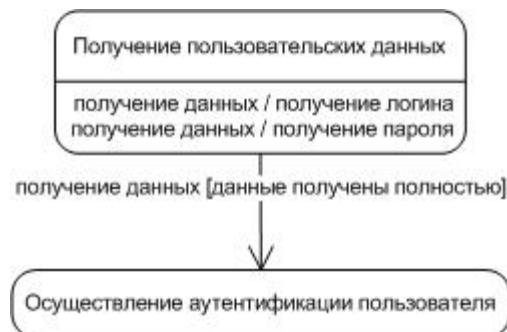 Получение пользовательских данных
получение данных / получение логина
получение данных / получение пароля
получение данных [данные получены полностью]
Осуществление аутентификации пользователя